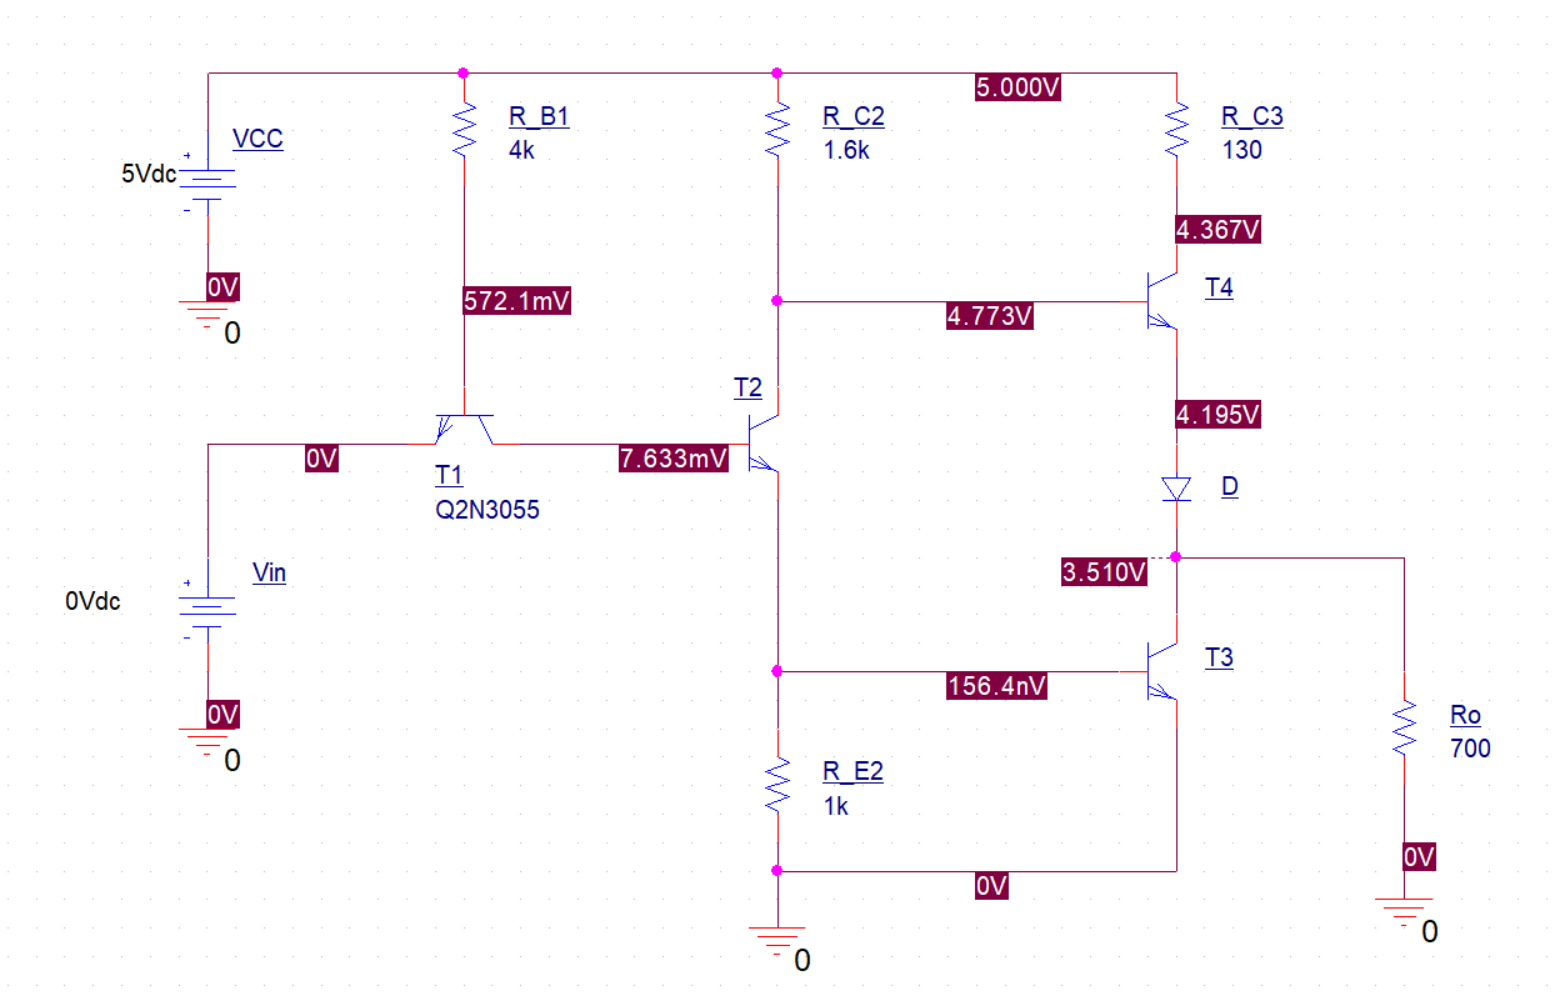 5.000V
R_B1
4k
R_C2
1.6k
R_C3
130
VCC
+
5Vdc
-
4.367V
0V
0
572.1mV
4.773V
T4
T2
4.195V
0V
7.633mV
T1
Q2N3055
D
3.510V
Vin
+
0Vdc
-
T3
156.4nV
0V
0
Ro
700
R_E2
1k
0V
0V
0
0